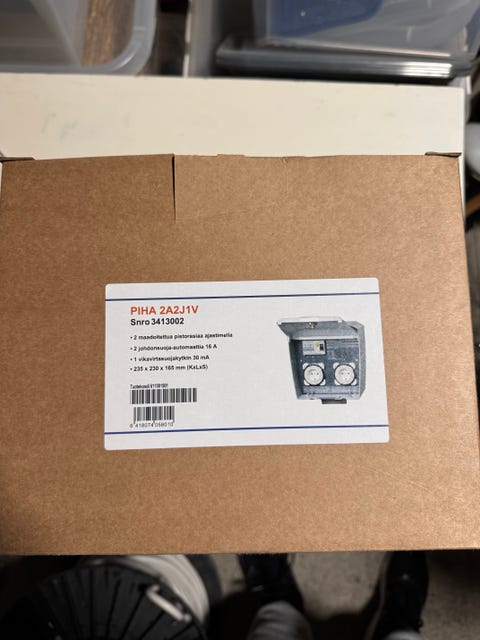 PIHA 2A2J1V
Snro 3413002
• 2 maadoitettua pistorasiaa ajastimella
• 2 johdonsuoja-automaattia 16 A
• 1 vikavirtasuojakytkin 30 mA
• 235 x 230 x 165 mm (KxLxS)
6 418074 058010